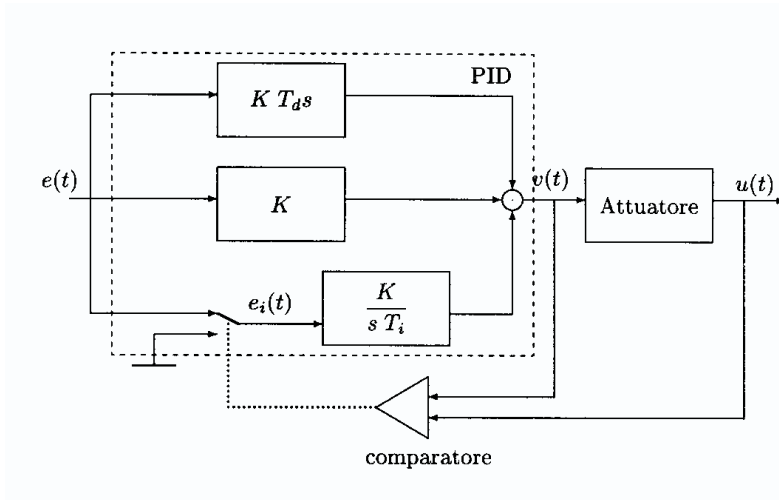 PID
K T_d s
e(t)
K
v(t)
Attuatore
u(t)
e_i(t)
K
s T_i
comparatore